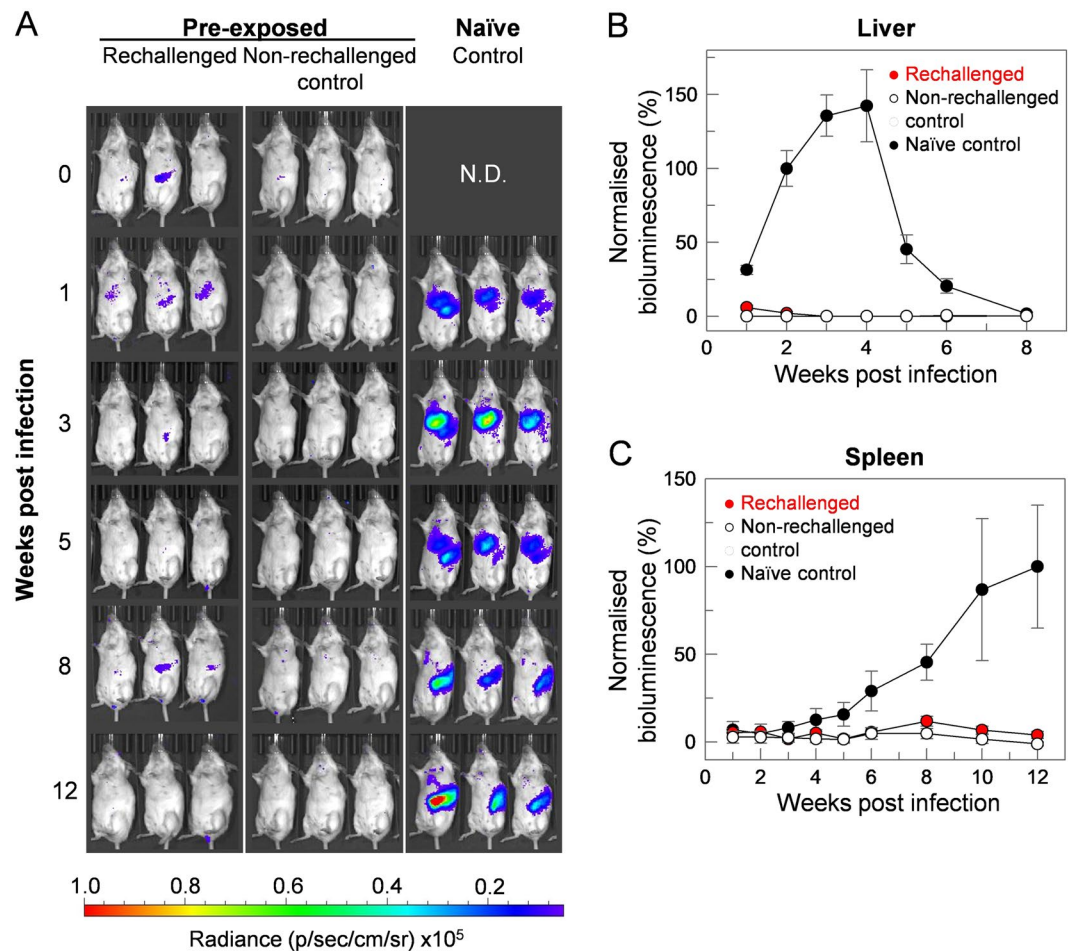 A
Pre-exposed
Naïve
Rechallenged Non-rechallenged
control
Control
Weeks post infection
0
N.D.
1
3
5
8
12
1.0 0.8 0.6 0.4 0.2
Radiance (p/sec/cm/sr) x10⁵
B
Liver
Normalised
bioluminescence (%)
150
100
50
0
Rechallenged
Non-rechallenged
control
Naïve control
0 2 4 6 8
Weeks post infection
C
Spleen
Normalised
bioluminescence (%)
150
100
50
0
Rechallenged
Non-rechallenged
control
Naïve control
0 2 4 6 8 10 12
Weeks post infection